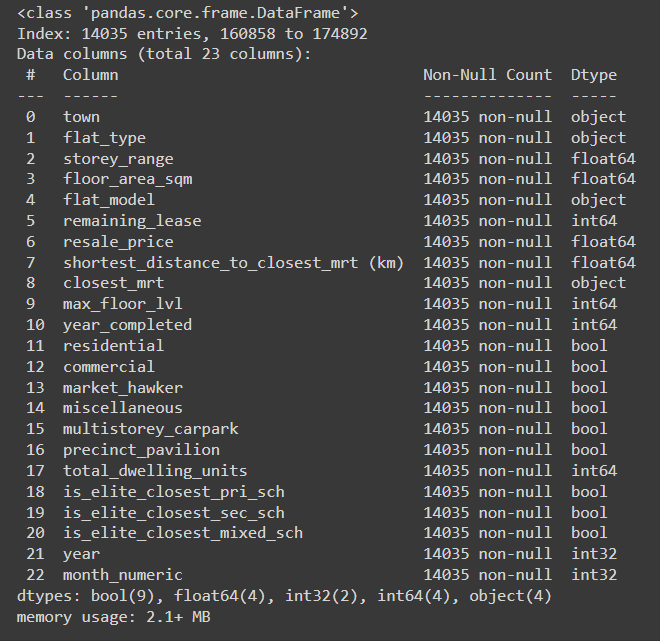 <class 'pandas.core.frame.DataFrame'>
Index: 14035 entries, 160858 to 174892
Data columns (total 23 columns):
 #   Column                              Non-Null Count  Dtype
---  ------                              --------------  -----
 0   town                                14035 non-null  object
 1   flat_type                           14035 non-null  object
 2   storey_range                        14035 non-null  float64
 3   floor_area_sqm                      14035 non-null  float64
 4   flat_model                          14035 non-null  object
 5   remaining_lease                     14035 non-null  int64
 6   resale_price                        14035 non-null  float64
 7   shortest_distance_to_closest_mrt (km)  14035 non-null  float64
 8   closest_mrt                         14035 non-null  object
 9   max_floor_lvl                       14035 non-null  int64
 10  year_completed                      14035 non-null  int64
 11  residential                         14035 non-null  bool
 12  commercial                          14035 non-null  bool
 13  market_hawker                       14035 non-null  bool
 14  miscellaneous                       14035 non-null  bool
 15  multistorey_carpark                 14035 non-null  bool
 16  precinct_pavilion                   14035 non-null  bool
 17  total_dwelling_units                14035 non-null  int64
 18  is_elite_closest_pri_sch            14035 non-null  bool
 19  is_elite_closest_sec_sch            14035 non-null  bool
 20  is_elite_closest_mixed_sch          14035 non-null  bool
 21  year                                14035 non-null  int32
 22  month_numeric                       14035 non-null  int32
dtypes: bool(9), float64(4), int32(2), int64(4), object(4)
memory usage: 2.1+ MB